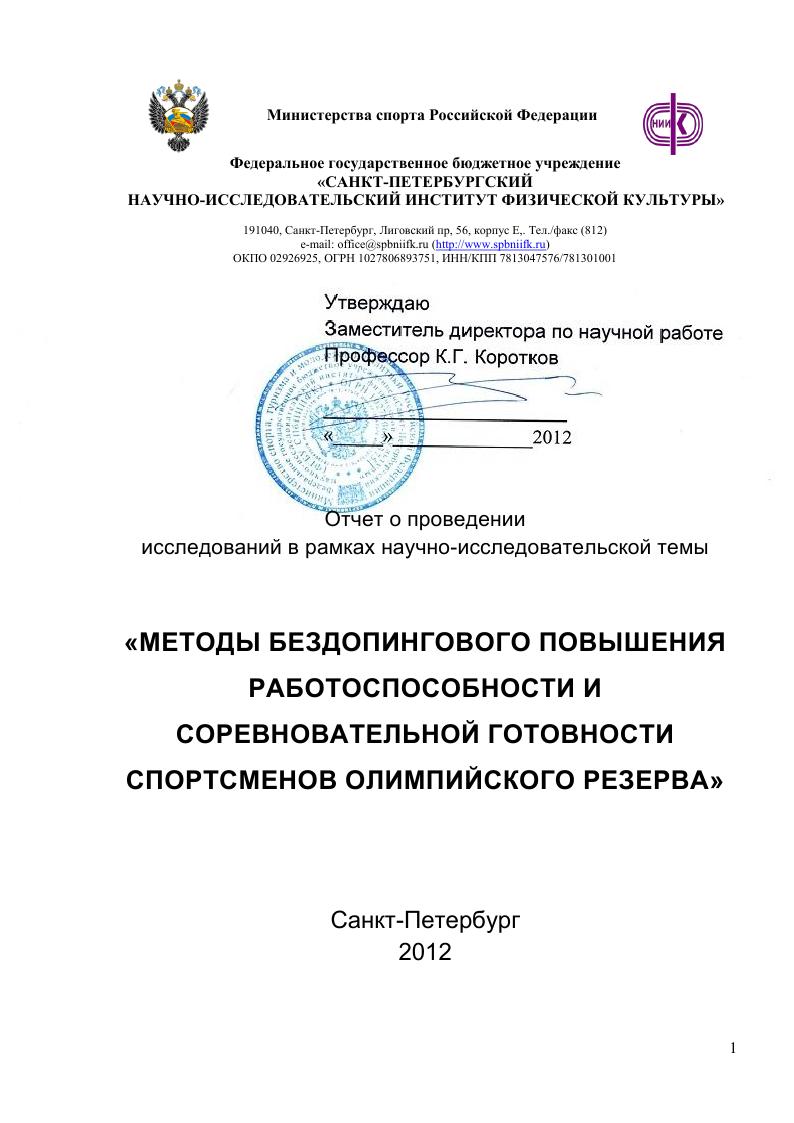 Министерства спорта Российской Федерации
НИИ К
Федеральное государственное бюджетное учреждение
«САНКТ-ПЕТЕРБУРГСКИЙ
НАУЧНО-ИССЛЕДОВАТЕЛЬСКИЙ ИНСТИТУТ ФИЗИЧЕСКОЙ КУЛЬТУРЫ»
191040, Санкт-Петербург, Лиговский пр, 56, корпус Е,. Тел./факс (812)
e-mail: office@spbniifk.ru (http://www.spbniifk.ru)
ОКПО 02926925, ОГРН 1027806893751, ИНН/КПП 7813047576/781301001
Утверждаю
Заместитель директора по научной работе
Профессор К.Г. Коротков
«_____»______________2012
Отчет о проведении
исследований в рамках научно-исследовательской темы
«МЕТОДЫ БЕЗДОПИНГОВОГО ПОВЫШЕНИЯ
РАБОТОСПОСОБНОСТИ И
СОРЕВНОВАТЕЛЬНОЙ ГОТОВНОСТИ
СПОРТСМЕНОВ ОЛИМПИЙСКОГО РЕЗЕРВА»
Санкт-Петербург
2012
1